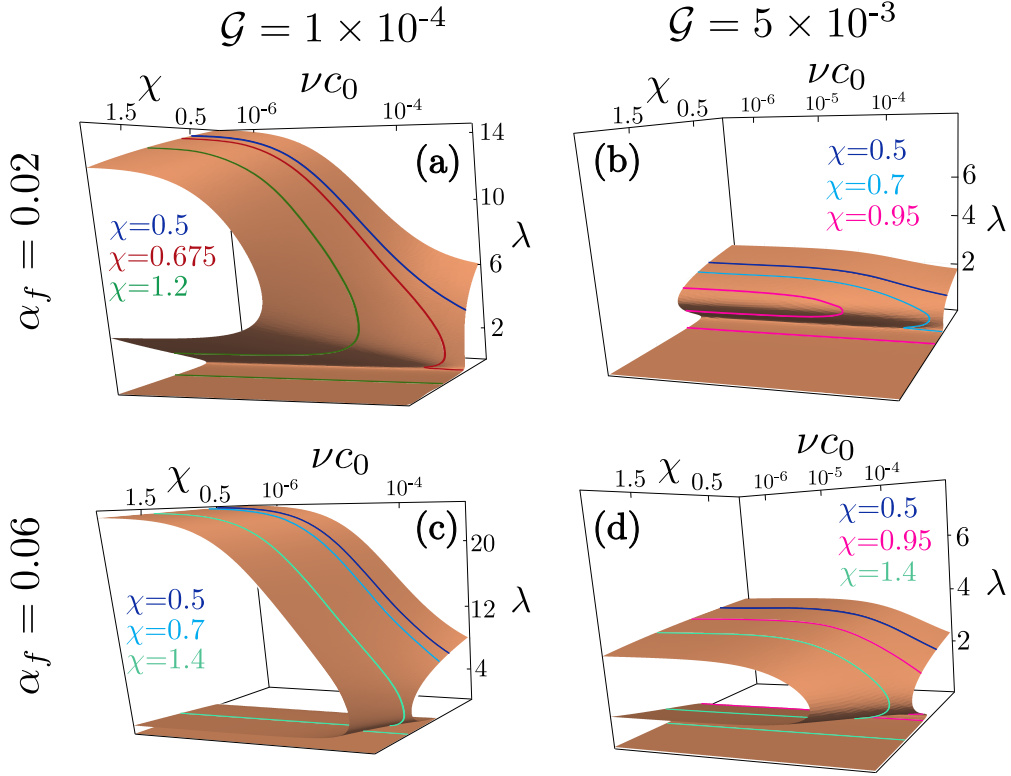 𝒢 = 1 × 10⁻⁴
𝒢 = 5 × 10⁻³
α_f = 0.02
χ
νc₀
1.5
0.5
10⁻⁶
10⁻⁴
14
(a)
10
λ
6
2
χ=0.5
χ=0.675
χ=1.2
χ
νc₀
1.5
0.5
10⁻⁶
10⁻⁵
10⁻⁴
(b)
χ=0.5
χ=0.7
χ=0.95
6
4
λ
2
α_f = 0.06
χ
νc₀
1.5
0.5
10⁻⁶
10⁻⁴
(c)
20
12
λ
4
χ=0.5
χ=0.7
χ=1.4
χ
νc₀
1.5
0.5
10⁻⁶
10⁻⁵
10⁻⁴
(d)
χ=0.5
χ=0.95
χ=1.4
6
4
λ
2